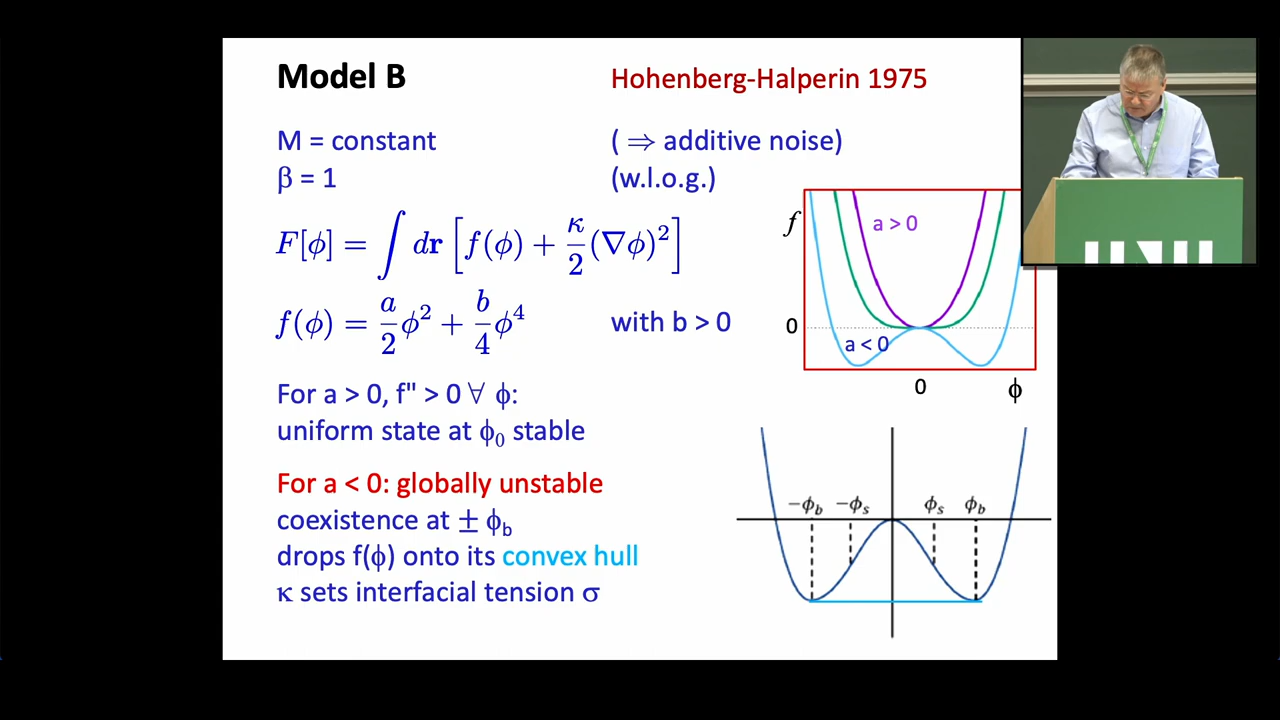 Model B
Hohenberg-Halperin 1975
M = constant
( ⇒ additive noise)
β = 1
(w.l.o.g.)
F[ϕ] = ∫ dr [ f(ϕ) + κ/2 (∇ϕ)² ]
f(ϕ) = a/2 ϕ² + b/4 ϕ⁴
with b > 0
For a > 0, f" > 0 ∀ ϕ:
uniform state at ϕ₀ stable
For a < 0: globally unstable
coexistence at ± ϕ_b
drops f(ϕ) onto its convex hull
κ sets interfacial tension σ
f
a > 0
0
a < 0
0
ϕ
−ϕ_b −ϕ_s ϕ_s ϕ_b